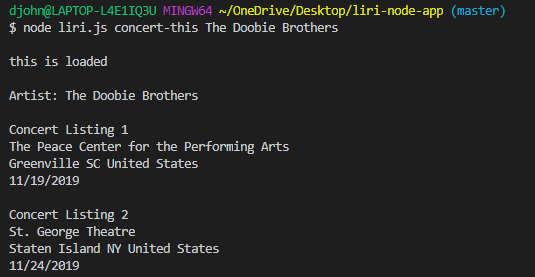 djohn@LAPTOP-L4E1IQ3U MINGW64 ~/OneDrive/Desktop/liri-node-app (master)
$ node liri.js concert-this The Doobie Brothers
this is loaded
Artist: The Doobie Brothers
Concert Listing 1
The Peace Center for the Performing Arts
Greenville SC United States
11/19/2019
Concert Listing 2
St. George Theatre
Staten Island NY United States
11/24/2019